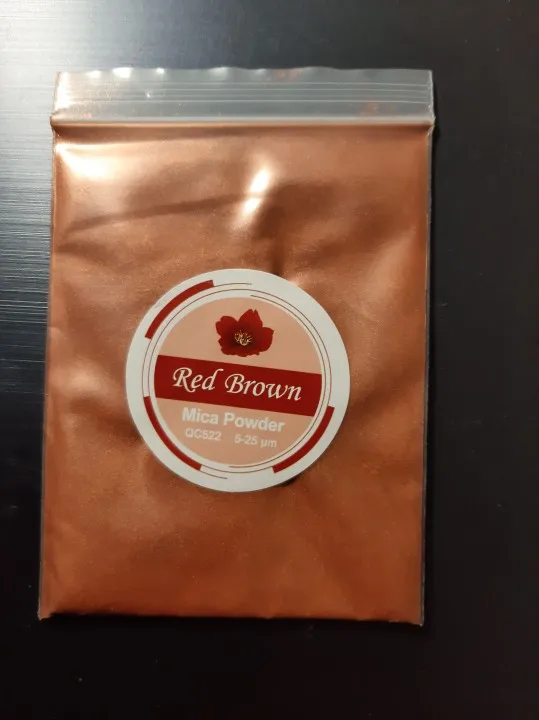 Red Brown
Mica Powder
QC522 5-25 μm